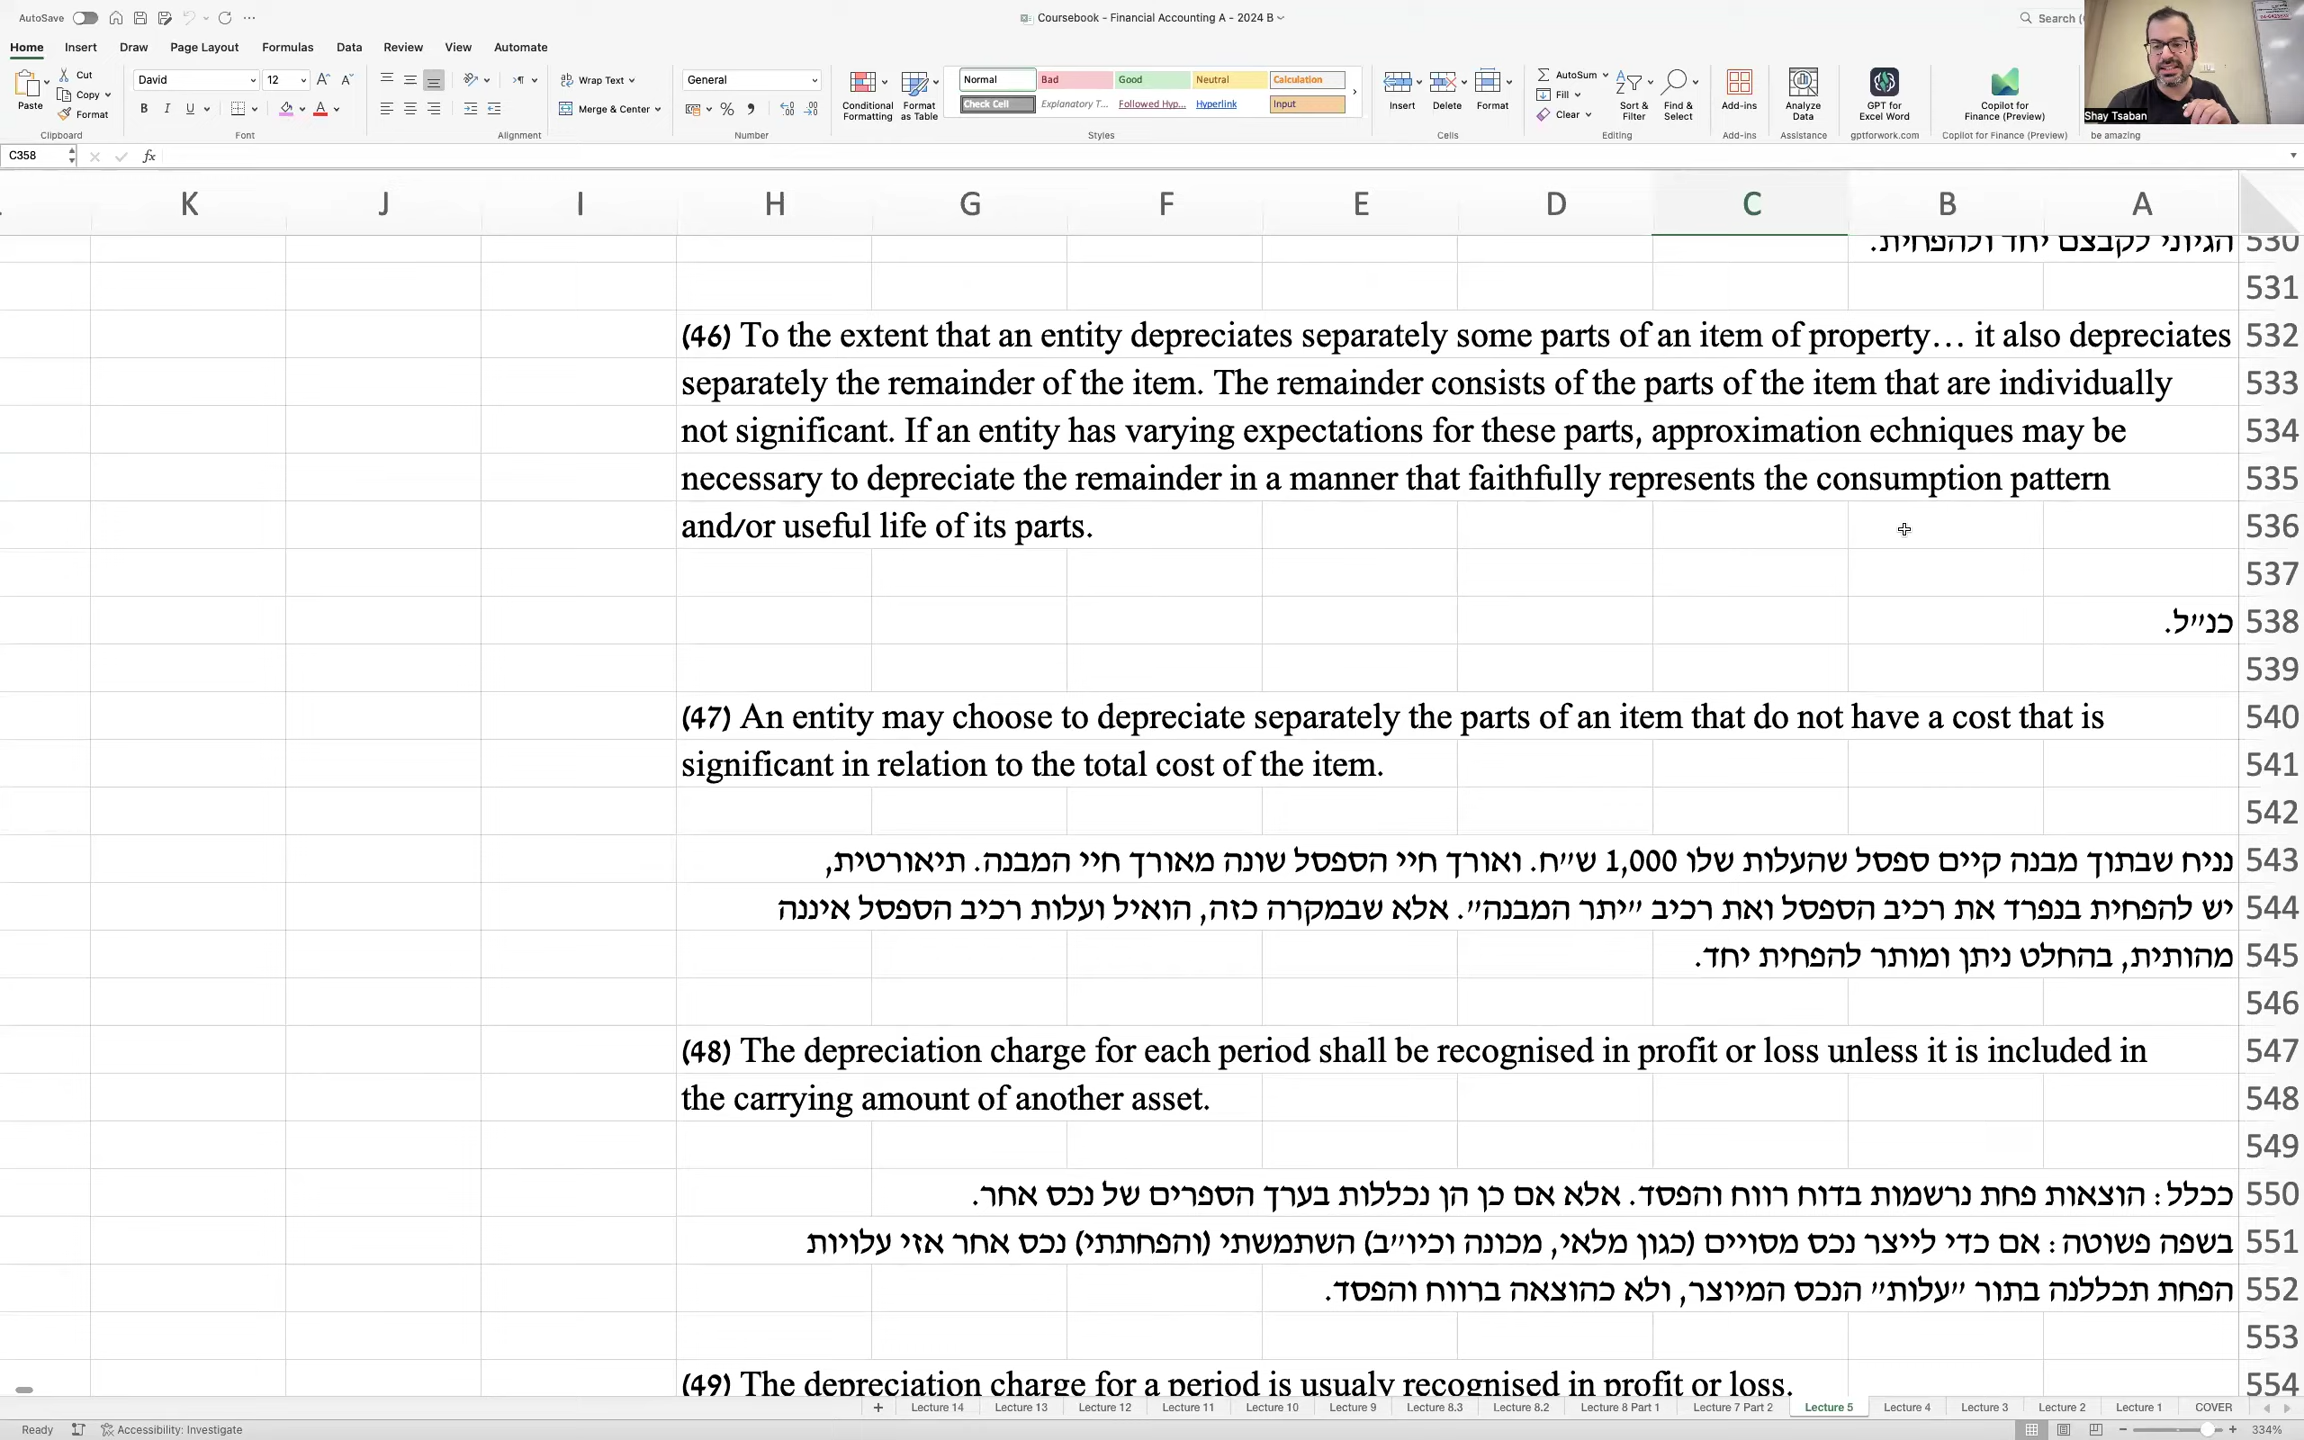 AutoSave
Coursebook - Financial Accounting A - 2024 B
Search (
Home Insert Draw Page Layout Formulas Data Review View Automate
Paste
Cut
Copy
Format
Clipboard
David 12
B I U
Font
Wrap Text
Merge & Center
Alignment
General
Number
Conditional Formatting
Format as Table
Normal Bad Good Neutral Calculation
Check Cell Explanatory T... Followed Hyp... Hyperlink Input
Styles
Insert Delete Format
Cells
AutoSum
Fill
Clear
Sort & Filter
Find & Select
Editing
Add-ins
Add-ins
Analyze Data
Assistance
GPT for Excel Word
gptforwork.com
Copilot for Finance (Preview)
Copilot for Finance (Preview)
Shay Tsaban
be amazing
C358
fx
K J I H G F E D C B A
530 הגיוני לקבצם יחד ולהפחית.
531
532 (46) To the extent that an entity depreciates separately some parts of an item of property… it also depreciates
533 separately the remainder of the item. The remainder consists of the parts of the item that are individually
534 not significant. If an entity has varying expectations for these parts, approximation echniques may be
535 necessary to depreciate the remainder in a manner that faithfully represents the consumption pattern
536 and/or useful life of its parts.
537
538 כנ״ל.
539
540 (47) An entity may choose to depreciate separately the parts of an item that do not have a cost that is
541 significant in relation to the total cost of the item.
542
543 נניח שבתוך מבנה קיים ספסל שהעלות שלו 1,000 ש״ח. ואורך חיי הספסל שונה מאורך חיי המבנה. תיאורטית,
544 יש להפחית בנפרד את רכיב הספסל ואת רכיב ״יתר המבנה״. אלא שבמקרה כזה, הואיל ועלות רכיב הספסל איננה
545 מהותית, בהחלט ניתן ומותר להפחית יחד.
546
547 (48) The depreciation charge for each period shall be recognised in profit or loss unless it is included in
548 the carrying amount of another asset.
549
550 ככלל: הוצאות פחת נרשמות בדוח רווח והפסד. אלא אם כן הן נכללות בערך הספרים של נכס אחר.
551 בשפה פשוטה: אם כדי לייצר נכס מסויים (כגון מלאי, מכונה וכיו״ב) השתמשתי (והפחתתי) נכס אחר אזי עלויות
552 הפחת תכללנה בתור ״עלות״ הנכס המיוצר, ולא כהוצאה ברווח והפסד.
553
554 (49) The depreciation charge for a period is usualy recognised in profit or loss.
+ Lecture 14 Lecture 13 Lecture 12 Lecture 11 Lecture 10 Lecture 9 Lecture 8.3 Lecture 8.2 Lecture 8 Part 1 Lecture 7 Part 2 Lecture 5 Lecture 4 Lecture 3 Lecture 2 Lecture 1 COVER
Ready
Accessibility: Investigate
334%